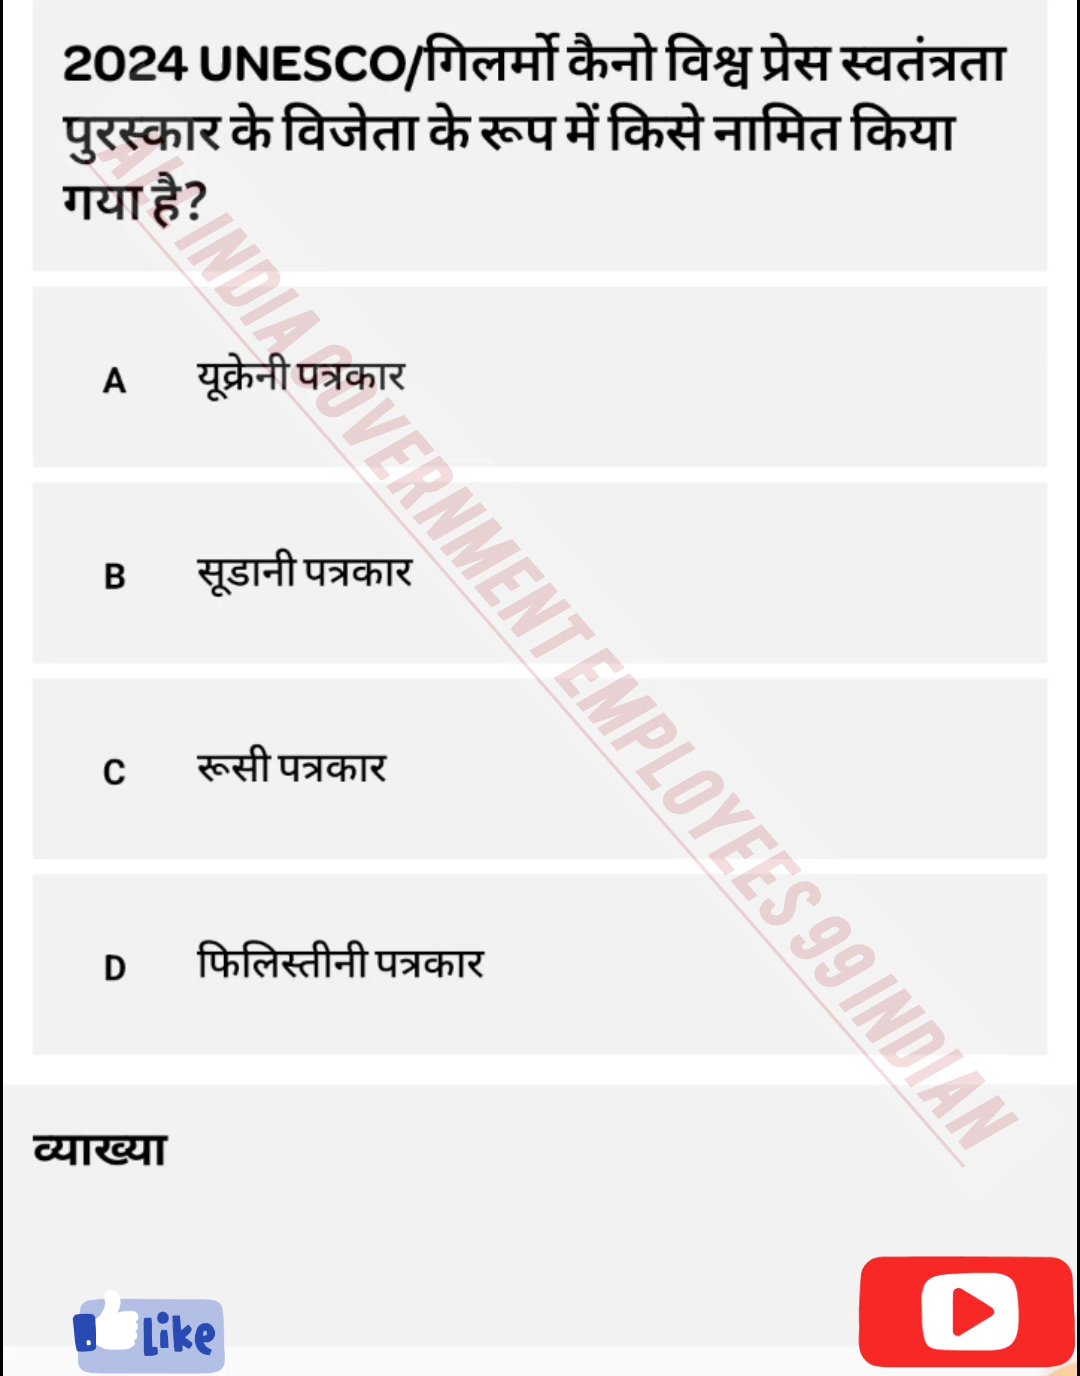 2024 UNESCO/गिलर्मो कैनो विश्व प्रेस स्वतंत्रता
पुरस्कार के विजेता के रूप में किसे नामित किया
गया है?
A यूक्रेनी पत्रकार
B सूडानी पत्रकार
C रूसी पत्रकार
D फिलिस्तीनी पत्रकार
ALL INDIA GOVERNMENT EMPLOYEES 99 INDIAN
व्याख्या
Like